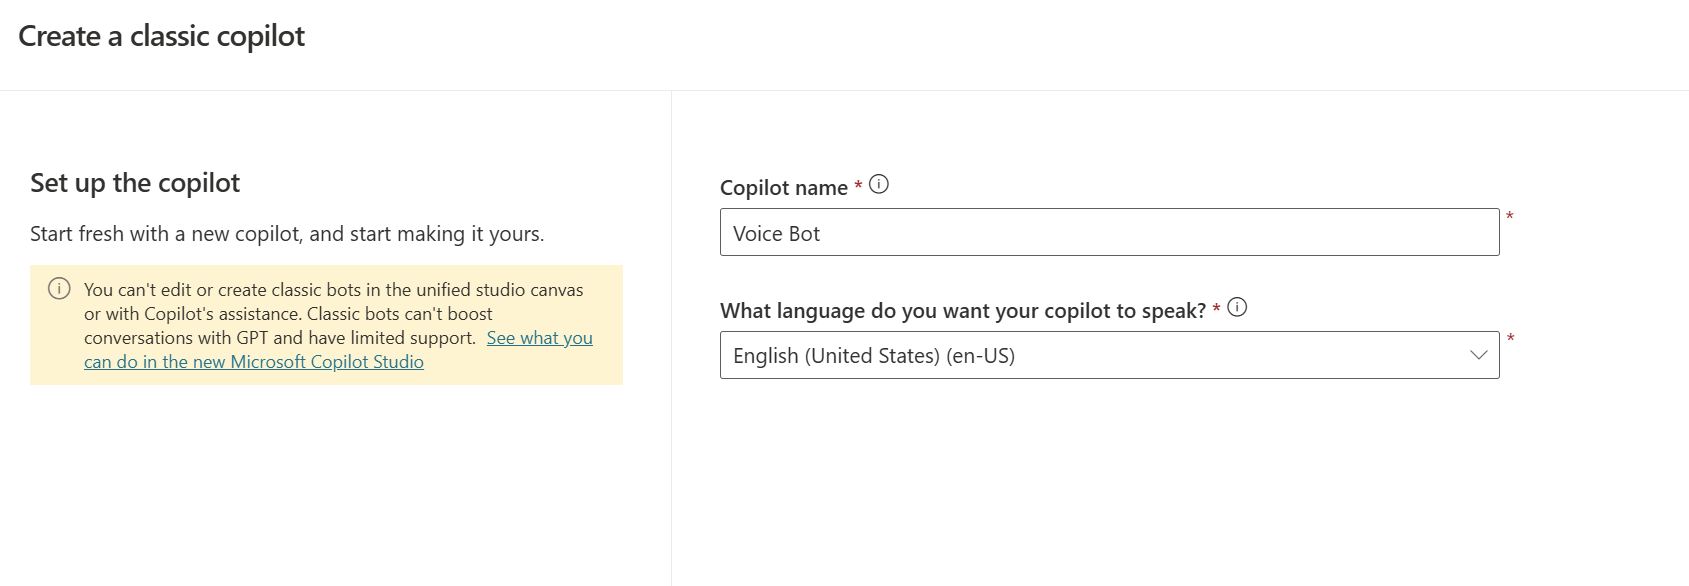 Create a classic copilot
Set up the copilot
Start fresh with a new copilot, and start making it yours.
You can't edit or create classic bots in the unified studio canvas
or with Copilot's assistance. Classic bots can't boost
conversations with GPT and have limited support. See what you
can do in the new Microsoft Copilot Studio
Copilot name *
Voice Bot
*
What language do you want your copilot to speak? *
English (United States) (en-US)
*